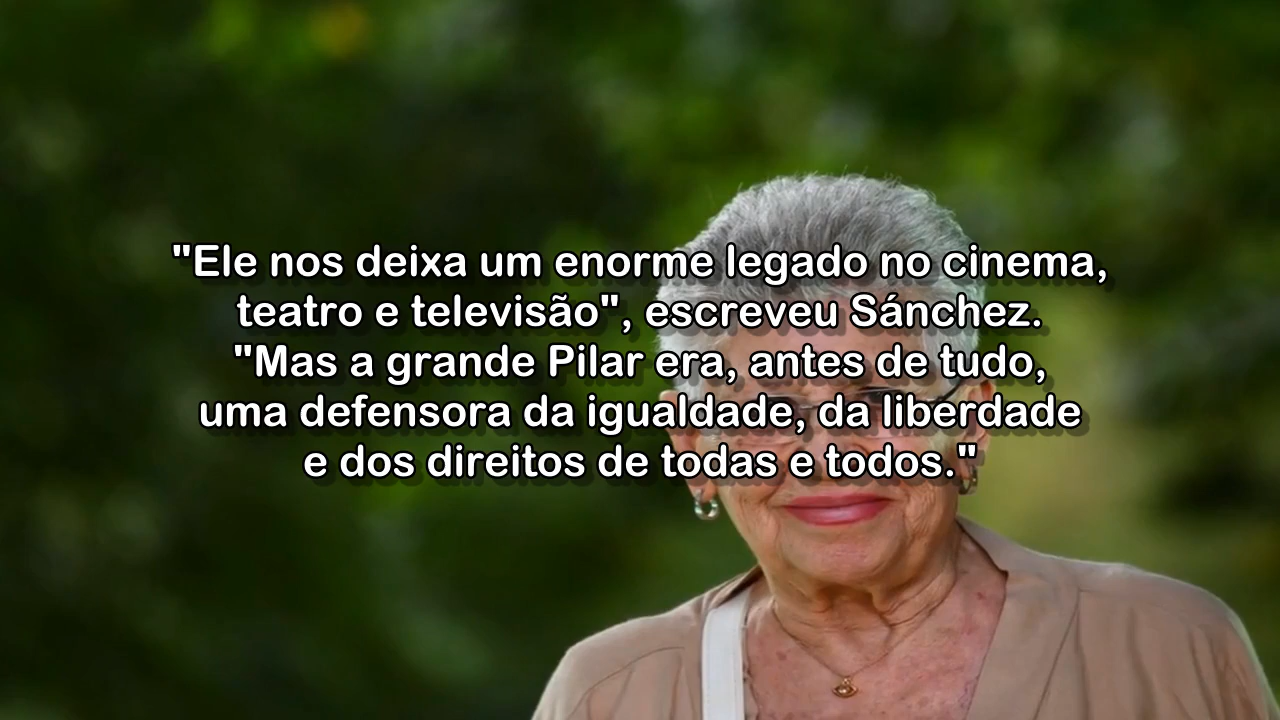 "Ele nos deixa um enorme legado no cinema,
teatro e televisão", escreveu Sánchez.
"Mas a grande Pilar era, antes de tudo,
uma defensora da igualdade, da liberdade
e dos direitos de todas e todos."